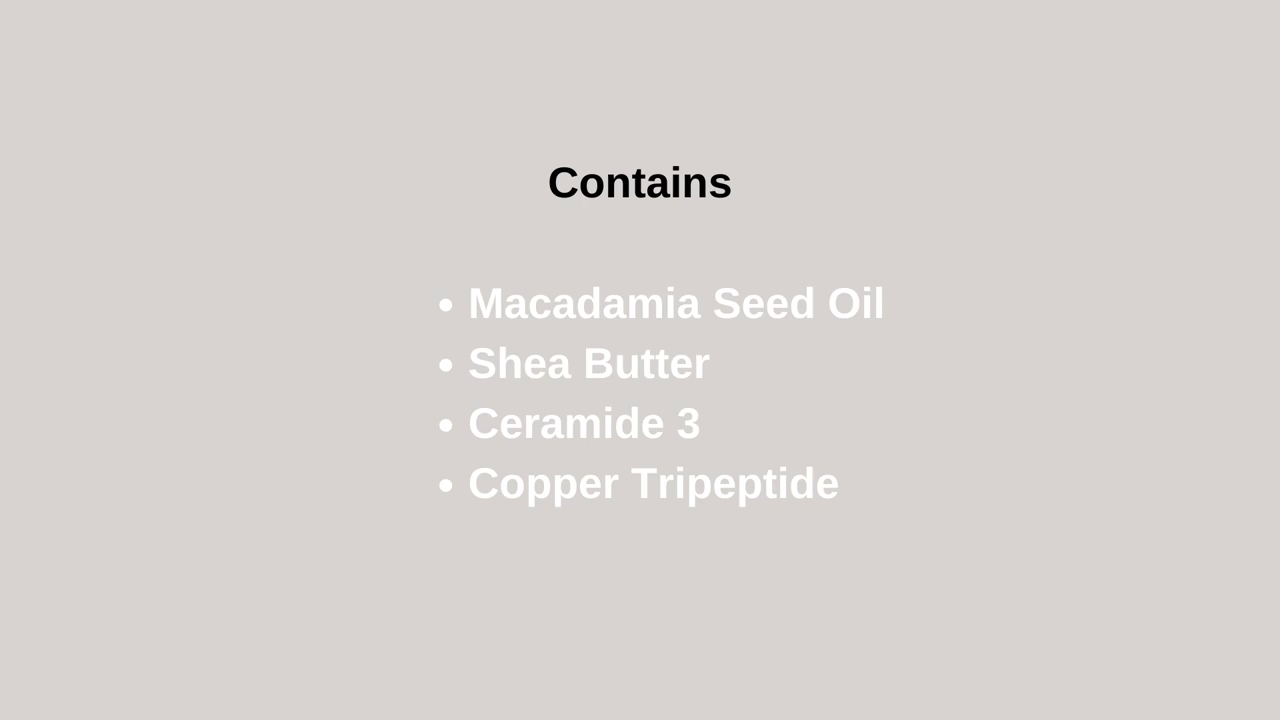 Contains
• Macadamia Seed Oil
• Shea Butter
• Ceramide 3
• Copper Tripeptide